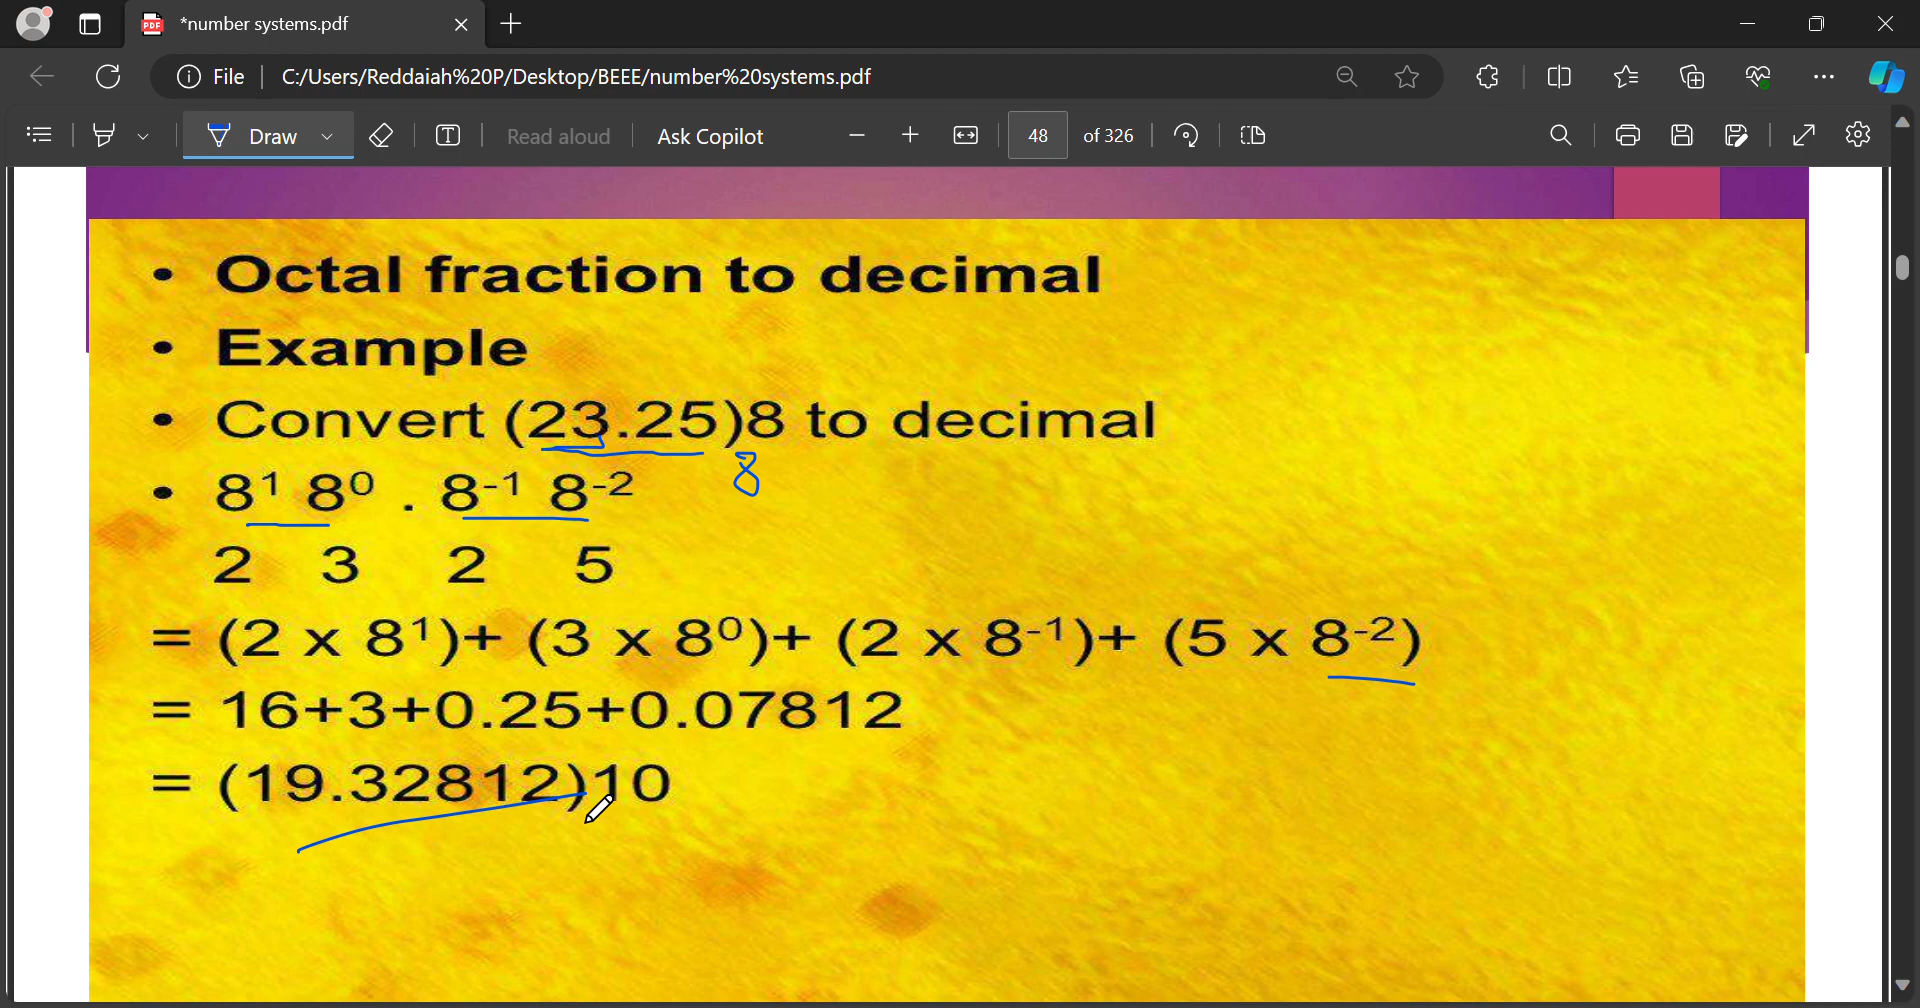 *number systems.pdf
File C:/Users/Reddaiah%20P/Desktop/BEEE/number%20systems.pdf
Draw Read aloud Ask Copilot 48 of 326
• Octal fraction to decimal
• Example
• Convert (23.25)8 to decimal
8
• 8¹ 8⁰ . 8⁻¹ 8⁻²
2 3 2 5
= (2 x 8¹)+ (3 x 8⁰)+ (2 x 8⁻¹)+ (5 x 8⁻²)
= 16+3+0.25+0.07812
= (19.32812)10